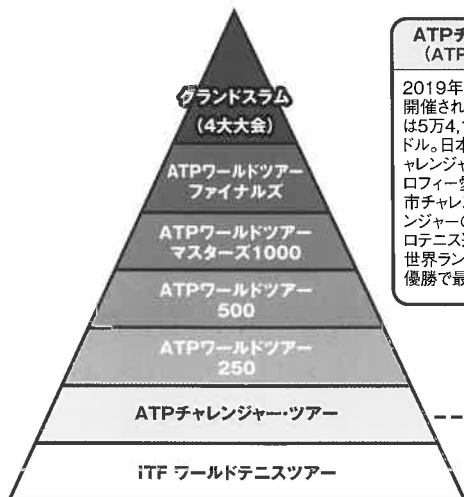 グランドスラム
(4大大会)
ATPワールドツアー
ファイナルズ
ATPワールドツアー
マスターズ1000
ATPワールドツアー
500
ATPワールドツアー
250
ATPチャレンジャー・ツアー
iTF ワールドテニスツアー
ATPチ
(ATP
2019年
開催され
は5万4,
ドル。日本
ャレンジャ
ロフィー
市チャレ
ンジャーの
ロテニス
世界ラン
優勝で最